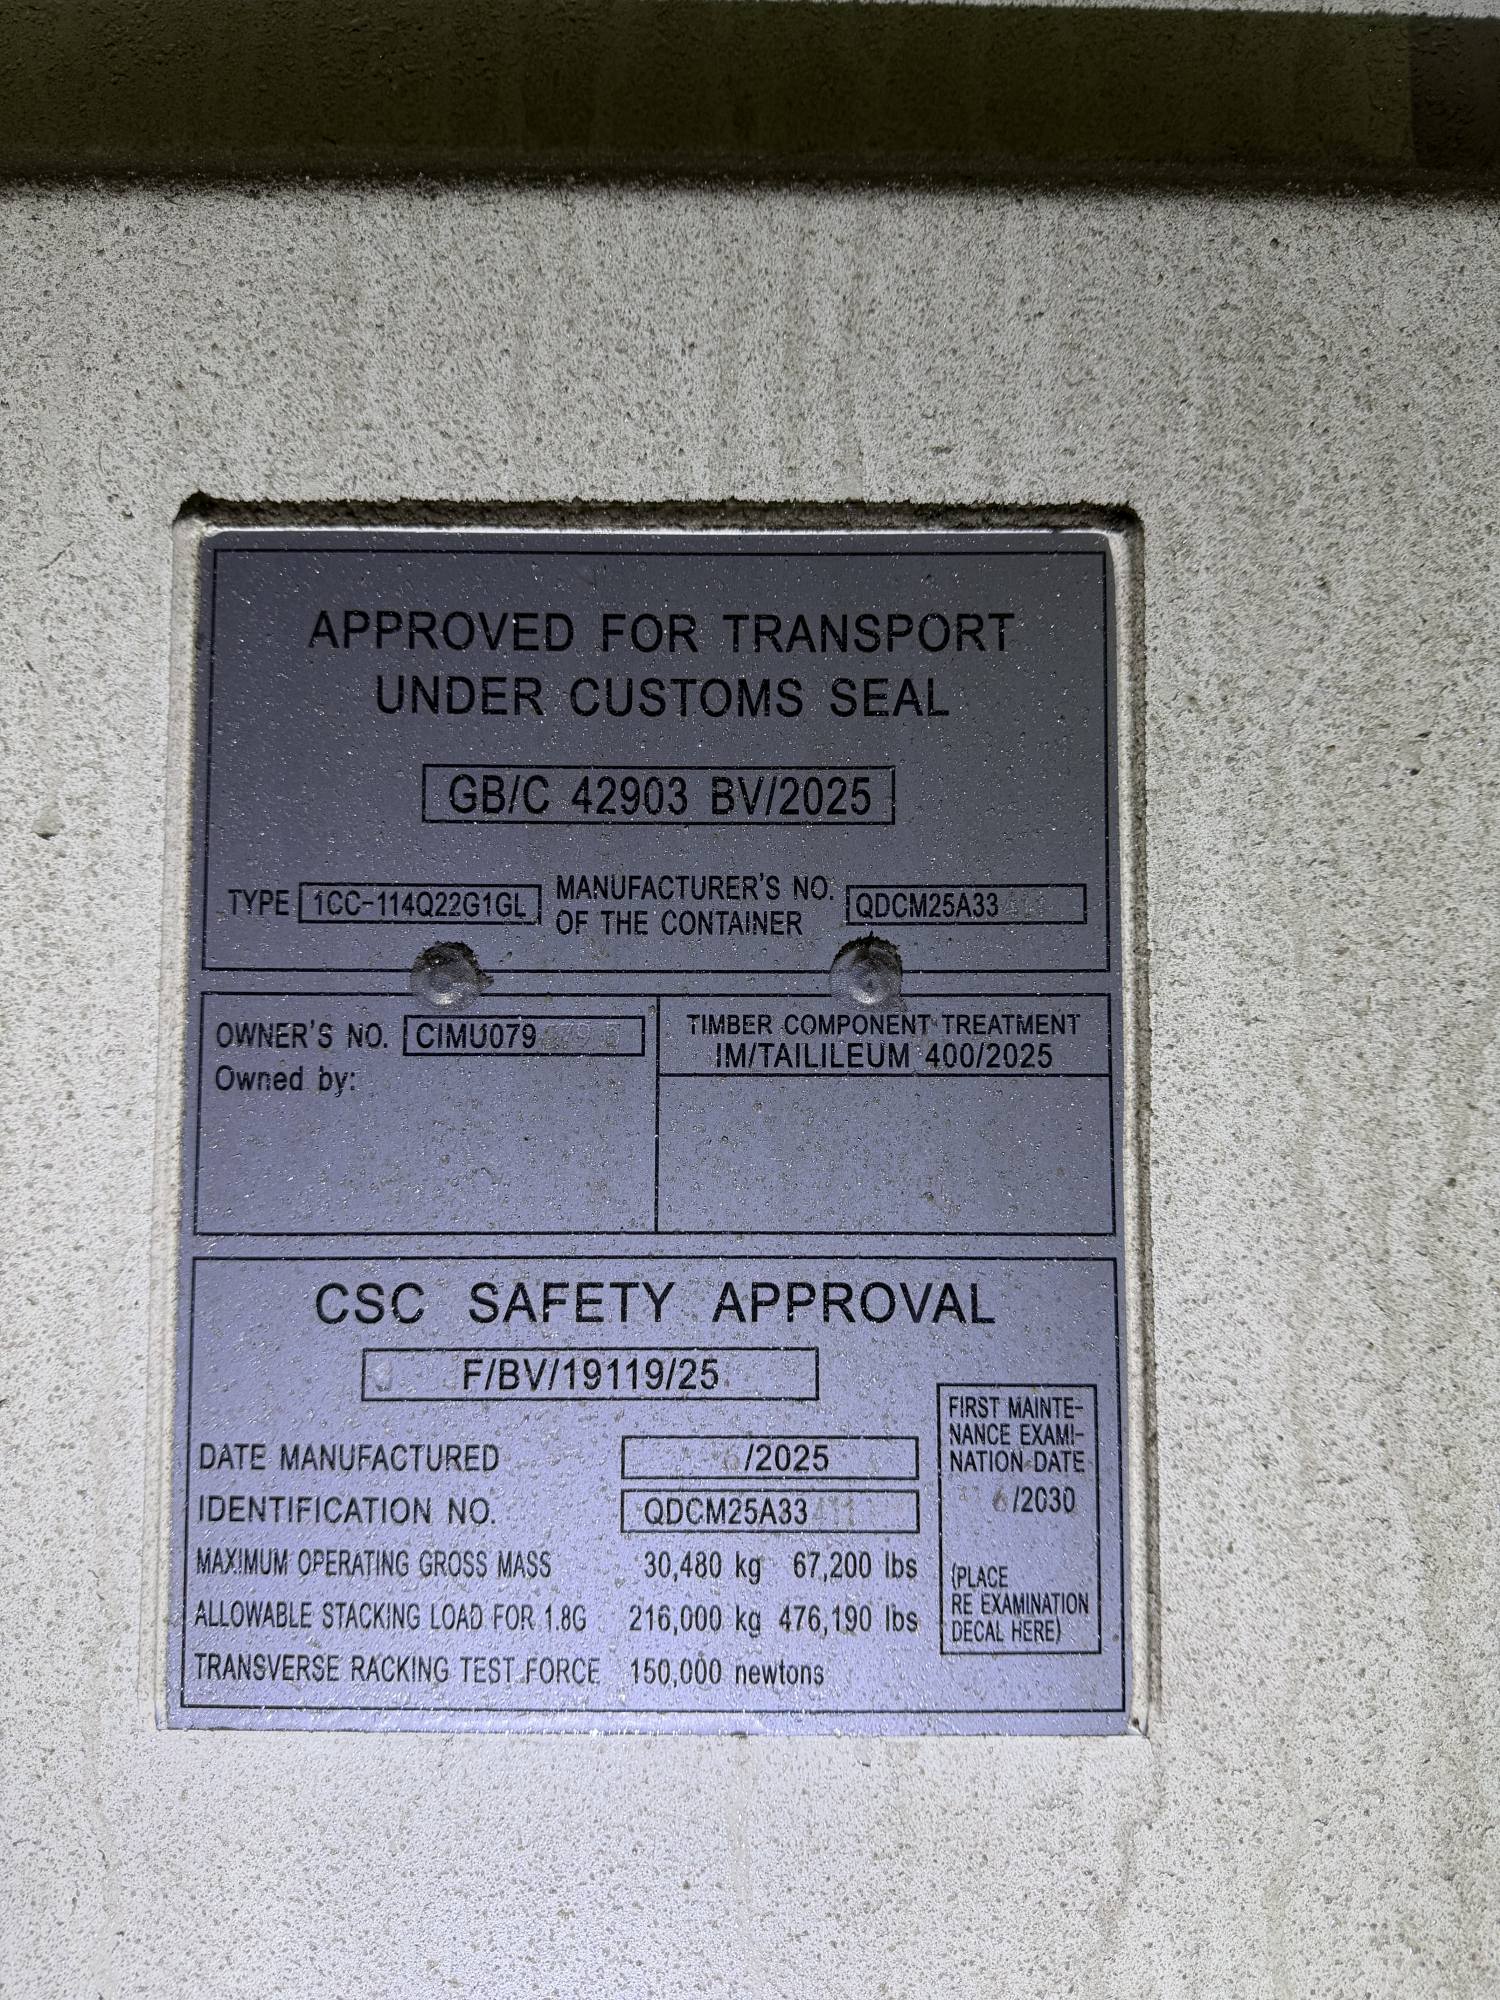 APPROVED FOR TRANSPORT
UNDER CUSTOMS SEAL
GB/C 42903 BV/2025
TYPE 1CC-114Q22G1GL MANUFACTURER'S NO. OF THE CONTAINER QDCM25A33411
OWNER'S NO. CIMU079
Owned by:
TIMBER COMPONENT TREATMENT
IM/TAILILEUM 400/2025
CSC SAFETY APPROVAL
F/BV/19119/25
DATE MANUFACTURED 6/2025
IDENTIFICATION NO. QDCM25A33411
MAXIMUM OPERATING GROSS MASS 30,480 kg 67,200 lbs
ALLOWABLE STACKING LOAD FOR 1.8G 216,000 kg 476,190 lbs
TRANSVERSE RACKING TEST FORCE 150,000 newtons
FIRST MAINTE-
NANCE EXAMI-
NATION DATE
6/2030
(PLACE
RE EXAMINATION
DECAL HERE)